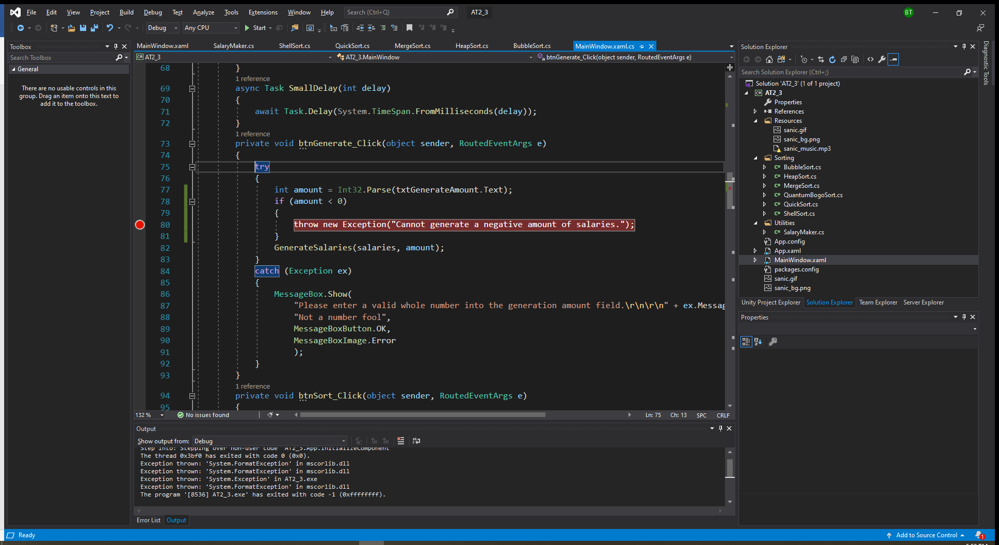 File Edit View Project Build Debug Test Analyze Tools Extensions Window Help Search (Ctrl+Q) AT2_3 BT
Debug Any CPU Start
Toolbox
Search Toolbox
General
There are no usable controls in this
group. Drag an item onto this text to
add it to the toolbox.
MainWindow.xaml SalaryMaker.cs ShellSort.cs QuickSort.cs MergeSort.cs HeapSort.cs BubbleSort.cs MainWindow.xaml.cs
AT2_3 AT2_3.MainWindow btnGenerate_Click(object sender, RoutedEventArgs e)
68 }
1 reference
69 async Task SmallDelay(int delay)
70 {
71 await Task.Delay(System.TimeSpan.FromMilliseconds(delay));
72 }
1 reference
73 private void btnGenerate_Click(object sender, RoutedEventArgs e)
74 {
75 try
76 {
77 int amount = Int32.Parse(txtGenerateAmount.Text);
78 if (amount < 0)
79 {
80 throw new Exception("Cannot generate a negative amount of salaries.");
81 }
82 GenerateSalaries(salaries, amount);
83 }
84 catch (Exception ex)
85 {
86 MessageBox.Show(
87 "Please enter a valid whole number into the generation amount field.\r\n\r\n" + ex.Messag
88 "Not a number fool",
89 MessageBoxButton.OK,
90 MessageBoxImage.Error
91 );
92 }
93 }
1 reference
94 private void btnSort_Click(object sender, RoutedEventArgs e)
95 {
132 % No issues found Ln: 75 Ch: 13 SPC CRLF
Output
Show output from: Debug
Step into: Stepping over non-user code 'AT2_3.App.InitializeComponent'
The thread 0x3bf0 has exited with code 0 (0x0).
Exception thrown: 'System.FormatException' in mscorlib.dll
Exception thrown: 'System.FormatException' in mscorlib.dll
Exception thrown: 'System.Exception' in AT2_3.exe
Exception thrown: 'System.FormatException' in mscorlib.dll
The program '[8536] AT2_3.exe' has exited with code -1 (0xffffffff).
Error List Output
Solution Explorer
Search Solution Explorer (Ctrl+;)
Solution 'AT2_3' (1 of 1 project)
AT2_3
Properties
References
Resources
sanic.gif
sanic_bg.png
sanic_music.mp3
Sorting
C# BubbleSort.cs
C# HeapSort.cs
C# MergeSort.cs
C# QuantumBogoSort.cs
C# QuickSort.cs
C# ShellSort.cs
Utilities
C# SalaryMaker.cs
App.config
App.xaml
MainWindow.xaml
packages.config
sanic.gif
sanic_bg.png
Unity Project Explorer Solution Explorer Team Explorer Server Explorer
Properties
Diagnostic Tools
Ready Add to Source Control 1